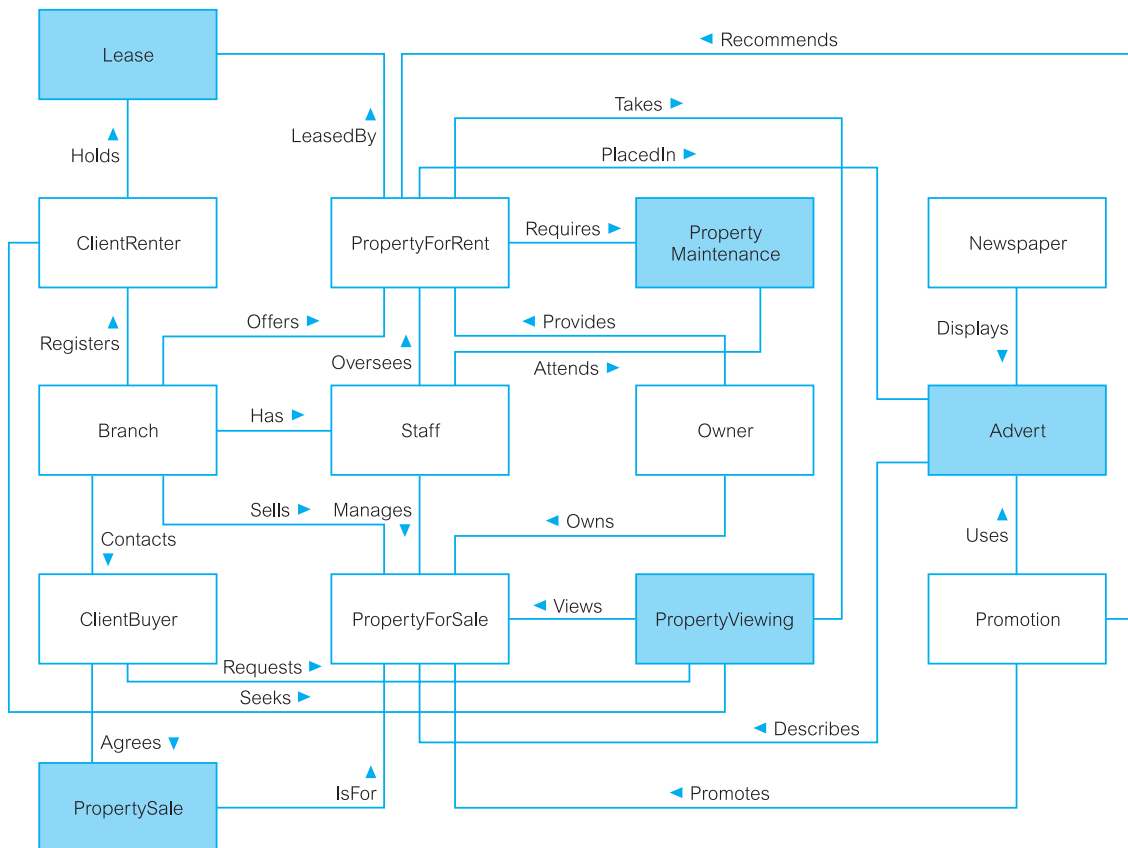 Recommends
Lease
Takes
LeasedBy
Holds
PlacedIn
ClientRenter
PropertyForRent
Requires
Property
Maintenance
Newspaper
Offers
Provides
Displays
Registers
Oversees
Attends
Branch
Has
Staff
Owner
Advert
Sells
Manages
Owns
Contacts
Uses
ClientBuyer
PropertyForSale
Views
PropertyViewing
Promotion
Requests
Seeks
Describes
Agrees
PropertySale
IsFor
Promotes